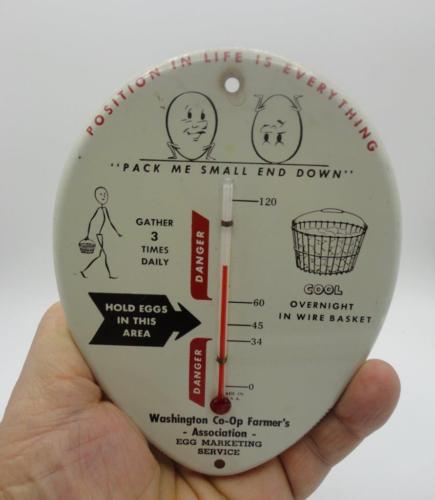 POSITION IN LIFE IS EVERYTHING
"PACK ME SMALL END DOWN"
120
GATHER
3
TIMES
DAILY
DANGER
COOL
OVERNIGHT
IN WIRE BASKET
60
HOLD EGGS
IN THIS
AREA
45
34
DANGER
0
MADE IN
U.S.A.
Washington Co-Op Farmer's
- Association -
EGG MARKETING
SERVICE